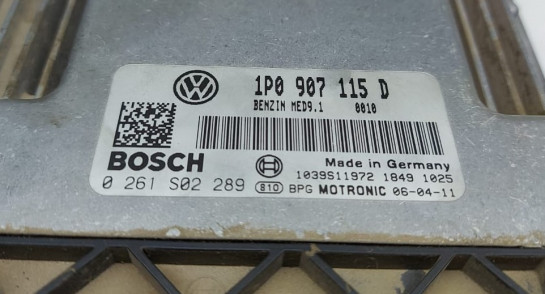 1P0 907 115 D
BENZIN MED9.1 0010
BOSCH
Made in Germany
1039S11972 1849 1025
0 261 S02 289 810 BPG MOTRONIC 06-04-11